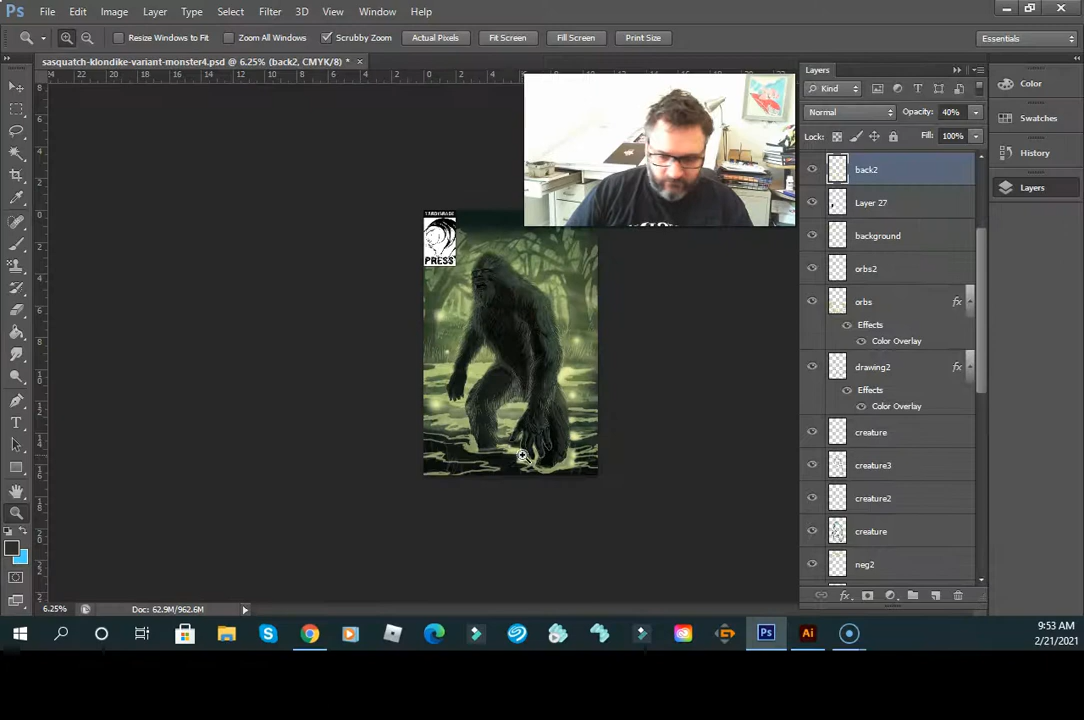 Ps File Edit Image Layer Type Select Filter 3D View Window Help
Resize Windows to Fit Zoom All Windows Scrubby Zoom Actual Pixels Fit Screen Fill Screen Print Size Essentials
sasquatch-klondike-variant-monster4.psd @ 6.25% (back2, CMYK/8) *
Layers
Kind
Normal Opacity: 40%
Lock: Fill: 100%
back2
Layer 27
background
orbs2
orbs fx
Effects
Color Overlay
drawing2 fx
Effects
Color Overlay
creature
creature3
creature2
creature
neg2
Color
Swatches
History
Layers
PRESS
6.25% Doc: 62.9M/962.6M
9:53 AM
2/21/2021